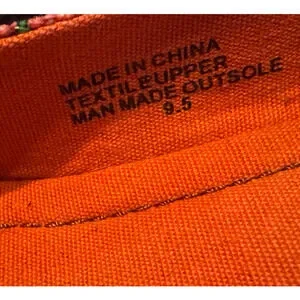 MADE IN CHINA
TEXTILE UPPER
MAN MADE OUTSOLE
9.5